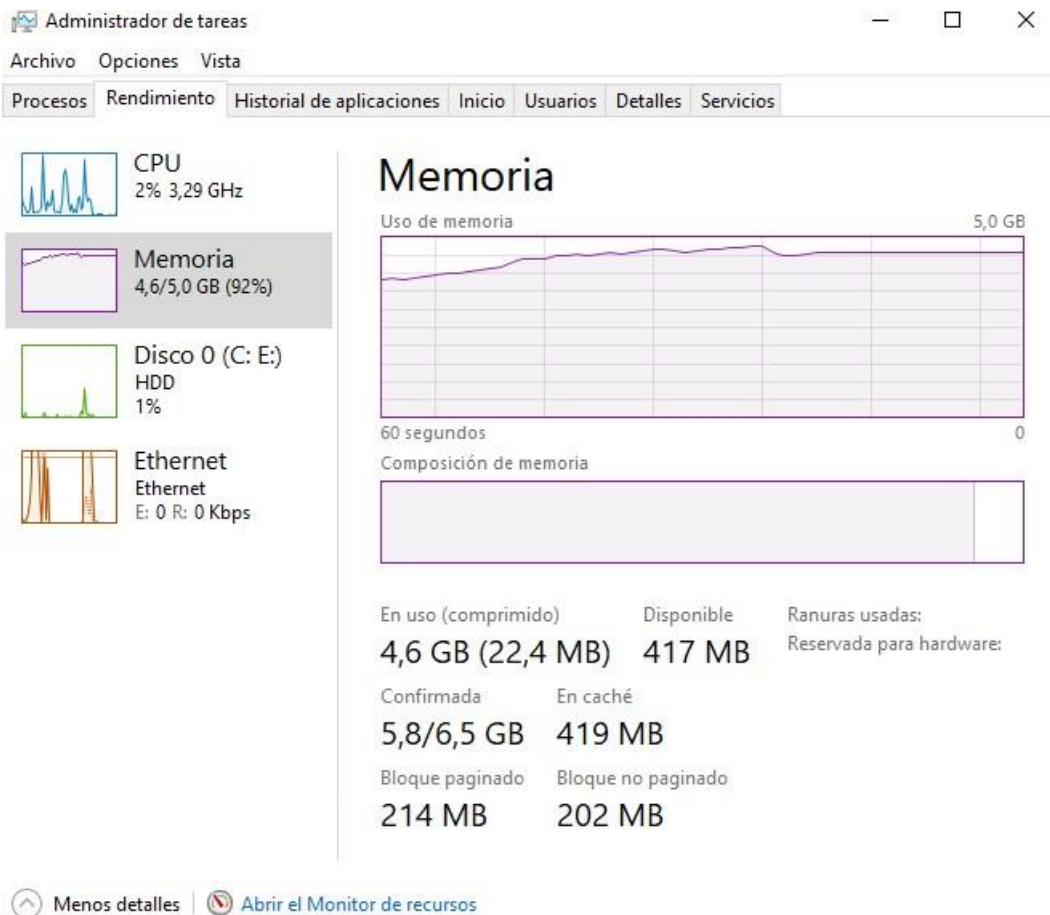 Administrador de tareas
Archivo Opciones Vista
Procesos Rendimiento Historial de aplicaciones Inicio Usuarios Detalles Servicios
CPU
2% 3,29 GHz
Memoria
4,6/5,0 GB (92%)
Disco 0 (C: E:)
HDD
1%
Ethernet
Ethernet
E: 0 R: 0 Kbps
Memoria
Uso de memoria 5,0 GB
60 segundos 0
Composición de memoria
En uso (comprimido) Disponible Ranuras usadas:
4,6 GB (22,4 MB) 417 MB Reservada para hardware:
Confirmada En caché
5,8/6,5 GB 419 MB
Bloque paginado Bloque no paginado
214 MB 202 MB
Menos detalles Abrir el Monitor de recursos